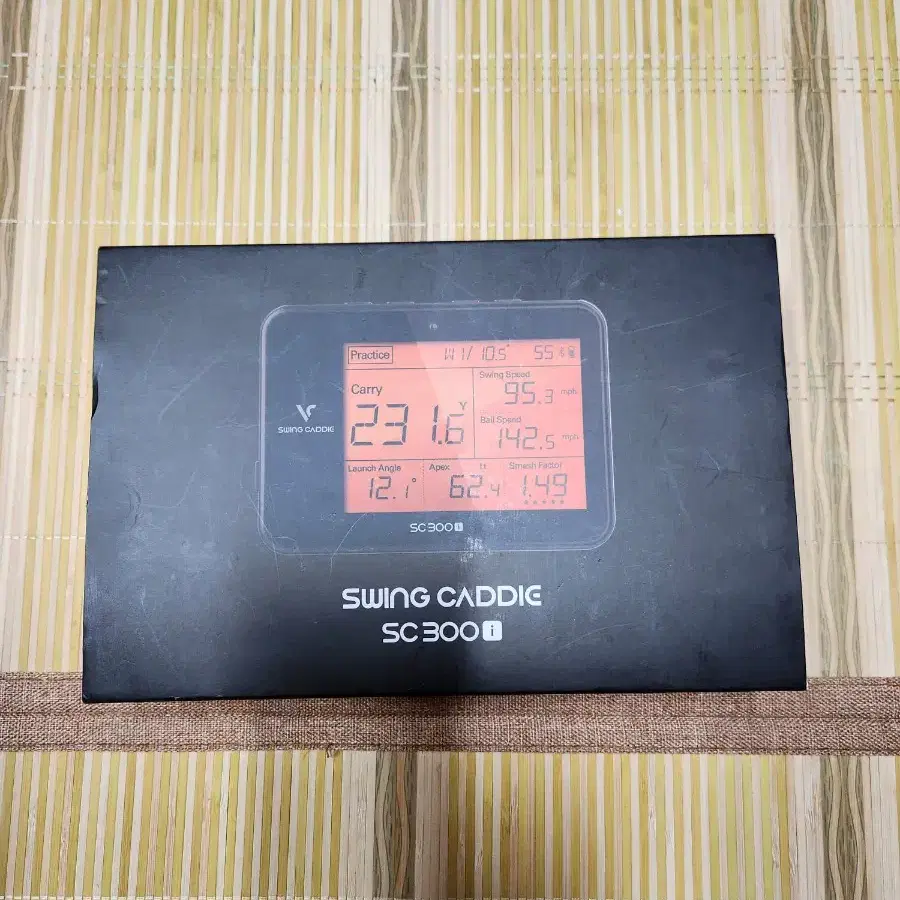 Practice W1/10.5° 55
Carry
231.6 Y
Swing Speed
95.3 mph
Ball Speed
142.5 mph
Launch Angle
12.1°
Apex ft
62.4
Smash Factor
1.49
SWING CADDIE
SC300i
SWING CADDIE
SC300i